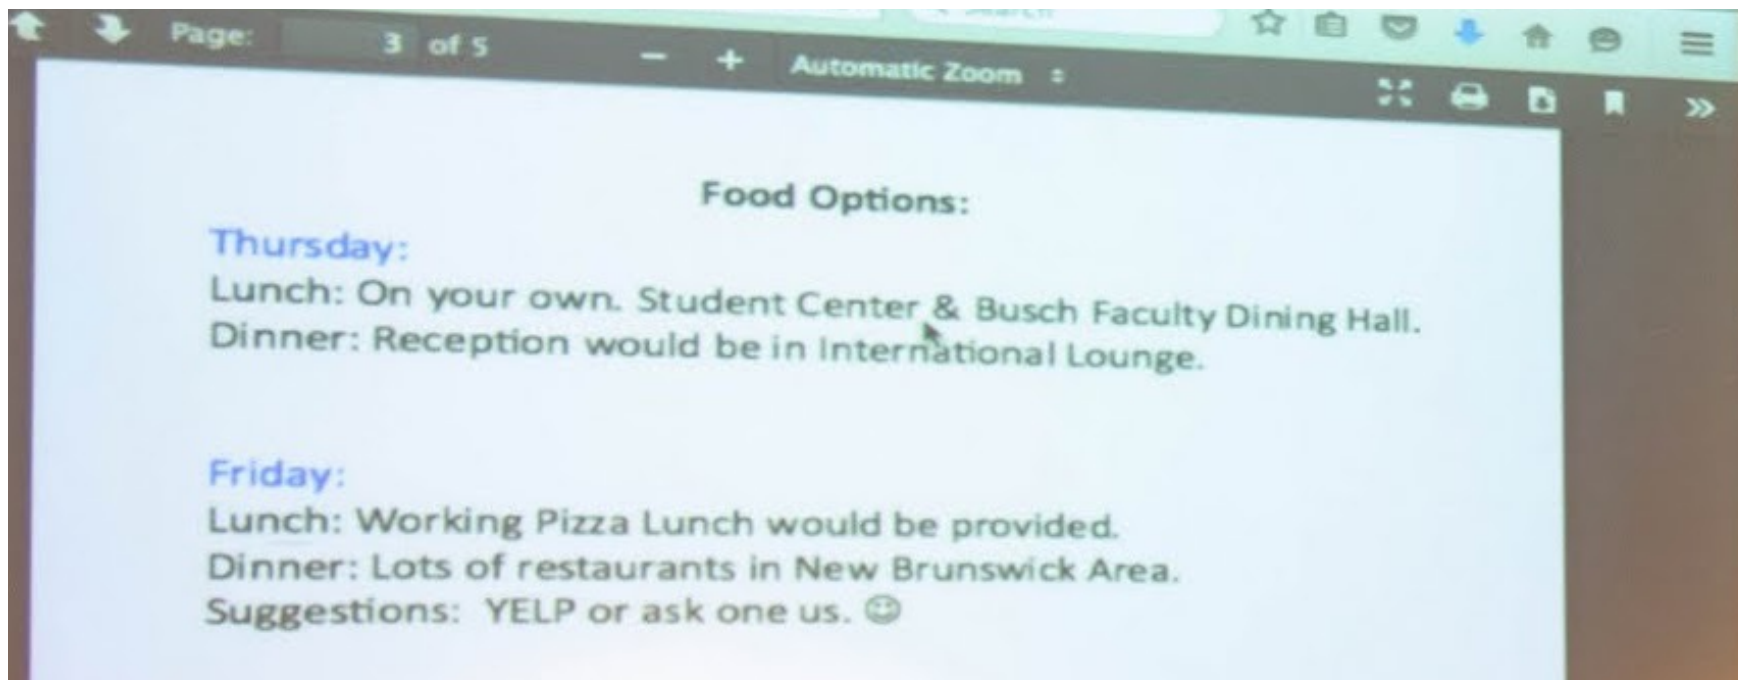 Page: 3 of 5 − + Automatic Zoom
Food Options:
Thursday:
Lunch: On your own. Student Center & Busch Faculty Dining Hall.
Dinner: Reception would be in International Lounge.
Friday:
Lunch: Working Pizza Lunch would be provided.
Dinner: Lots of restaurants in New Brunswick Area.
Suggestions: YELP or ask one us. ☺